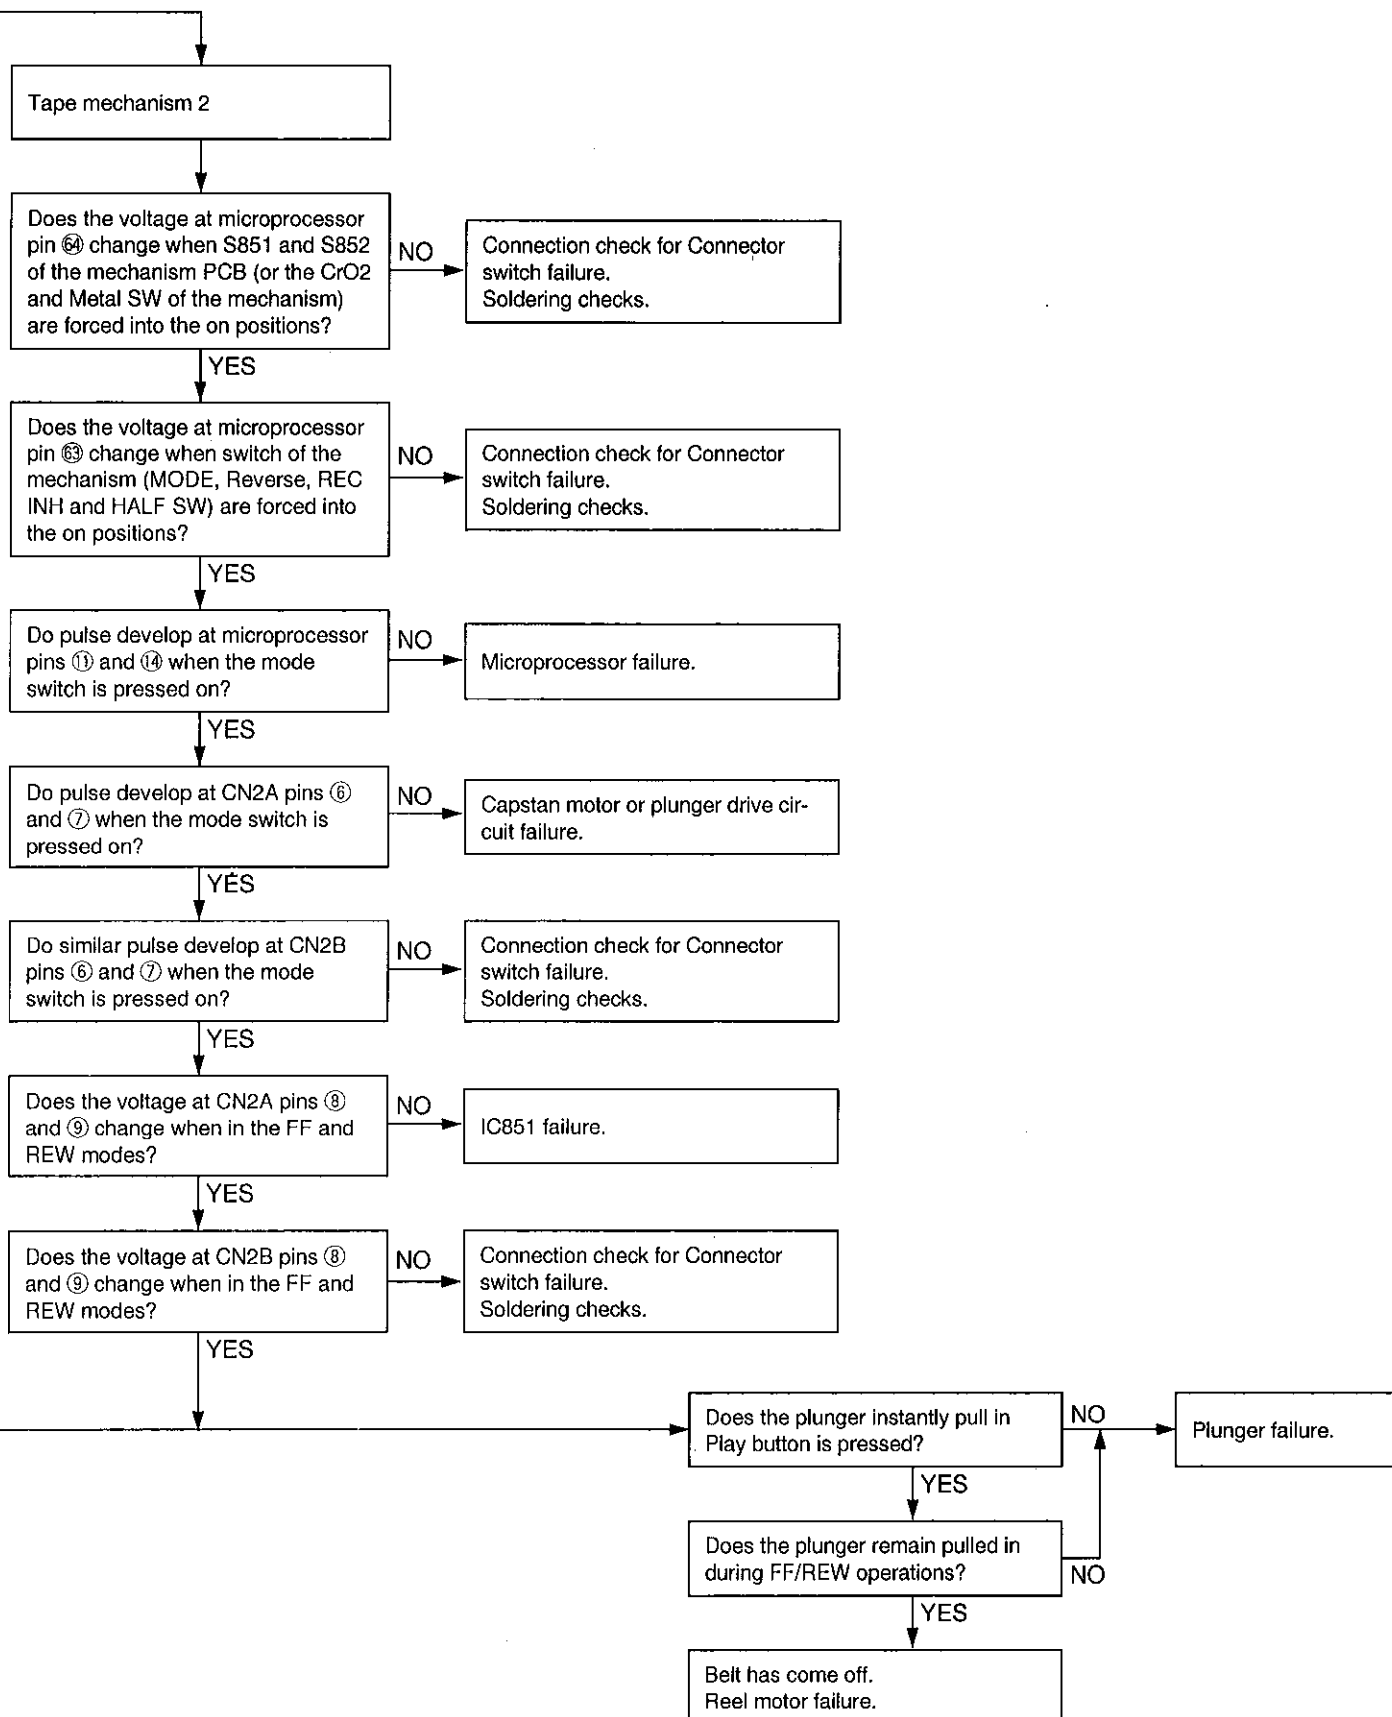 Tape mechanism 2
Does the voltage at microprocessor
pin ㉔ change when S851 and S852
of the mechanism PCB (or the CrO2
and Metal SW of the mechanism)
are forced into the on positions?
NO
Connection check for Connector
switch failure.
Soldering checks.
YES
Does the voltage at microprocessor
pin 63 change when switch of the
mechanism (MODE, Reverse, REC
INH and HALF SW) are forced into
the on positions?
NO
Connection check for Connector
switch failure.
Soldering checks.
YES
Do pulse develop at microprocessor
pins ⑪ and ⑭ when the mode
switch is pressed on?
NO
Microprocessor failure.
YES
Do pulse develop at CN2A pins ⑥
and ⑦ when the mode switch is
pressed on?
NO
Capstan motor or plunger drive cir-
cuit failure.
YES
Do similar pulse develop at CN2B
pins ⑥ and ⑦ when the mode
switch is pressed on?
NO
Connection check for Connector
switch failure.
Soldering checks.
YES
Does the voltage at CN2A pins ⑧
and ⑨ change when in the FF and
REW modes?
NO
IC851 failure.
YES
Does the voltage at CN2B pins ⑧
and ⑨ change when in the FF and
REW modes?
NO
Connection check for Connector
switch failure.
Soldering checks.
YES
Does the plunger instantly pull in
Play button is pressed?
NO
Plunger failure.
YES
Does the plunger remain pulled in
during FF/REW operations?
NO
YES
Belt has come off.
Reel motor failure.